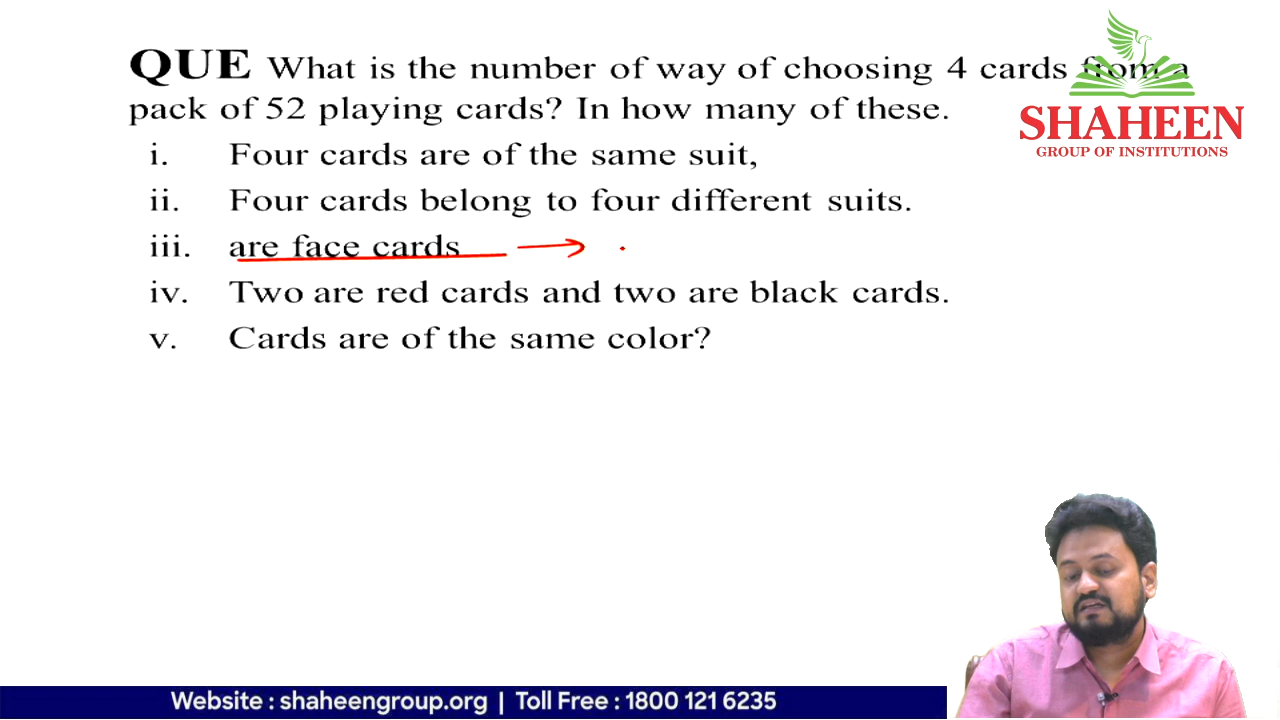 QUE What is the number of way of choosing 4 cards from a
pack of 52 playing cards? In how many of these.
i. Four cards are of the same suit,
ii. Four cards belong to four different suits.
iii. are face cards
iv. Two are red cards and two are black cards.
v. Cards are of the same color?
SHAHEEN
GROUP OF INSTITUTIONS
Website : shaheengroup.org | Toll Free : 1800 121 6235